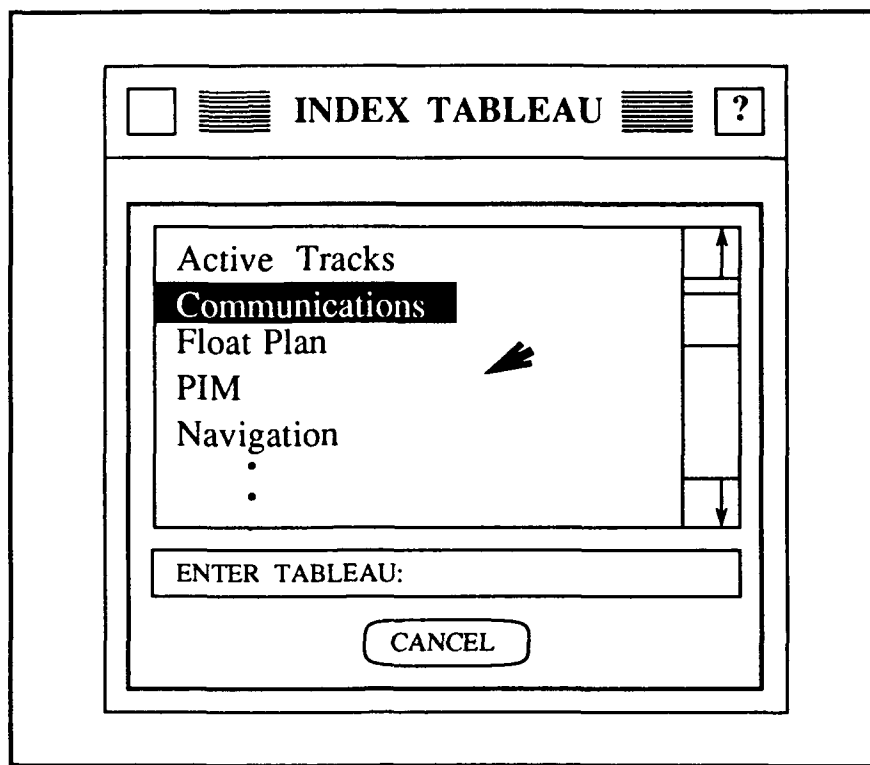 INDEX TABLEAU ?
Active Tracks
Communications
Float Plan
PIM
Navigation
ENTER TABLEAU:
CANCEL